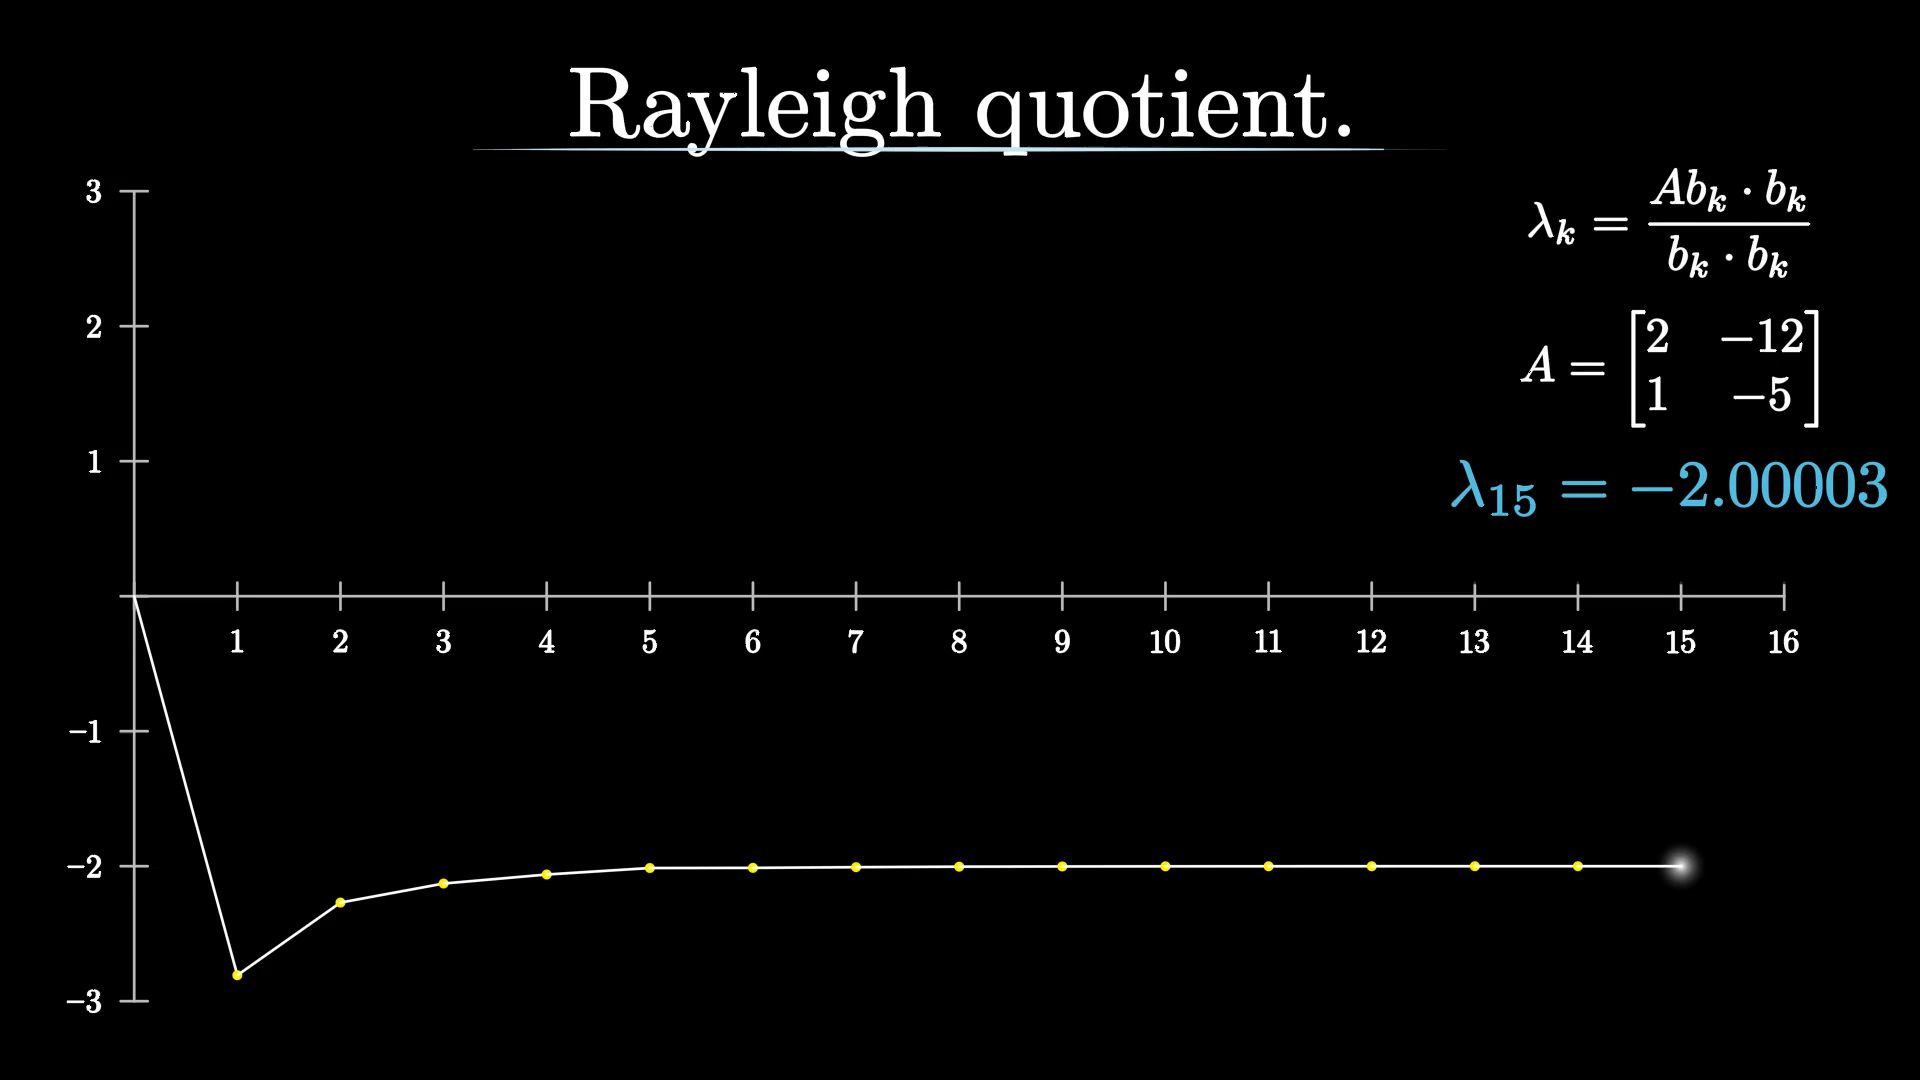 Rayleigh quotient.
λ_k = (Ab_k · b_k) / (b_k · b_k)
A = [2 −12
1 −5]
λ_15 = −2.00003
3
2
1
1 2 3 4 5 6 7 8 9 10 11 12 13 14 15 16
−1
−2
−3